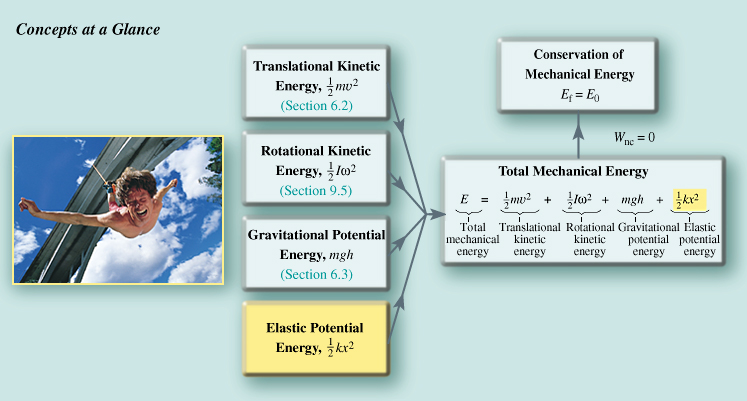 Concepts at a Glance
Translational Kinetic
Energy, ½mv²
(Section 6.2)
Rotational Kinetic
Energy, ½Iω²
(Section 9.5)
Gravitational Potential
Energy, mgh
(Section 6.3)
Elastic Potential
Energy, ½kx²
Conservation of
Mechanical Energy
E_f = E_0
W_nc = 0
Total Mechanical Energy
E = ½mv² + ½Iω² + mgh + ½kx²
Total Translational Rotational Gravitational Elastic
mechanical kinetic kinetic potential potential
energy energy energy energy energy